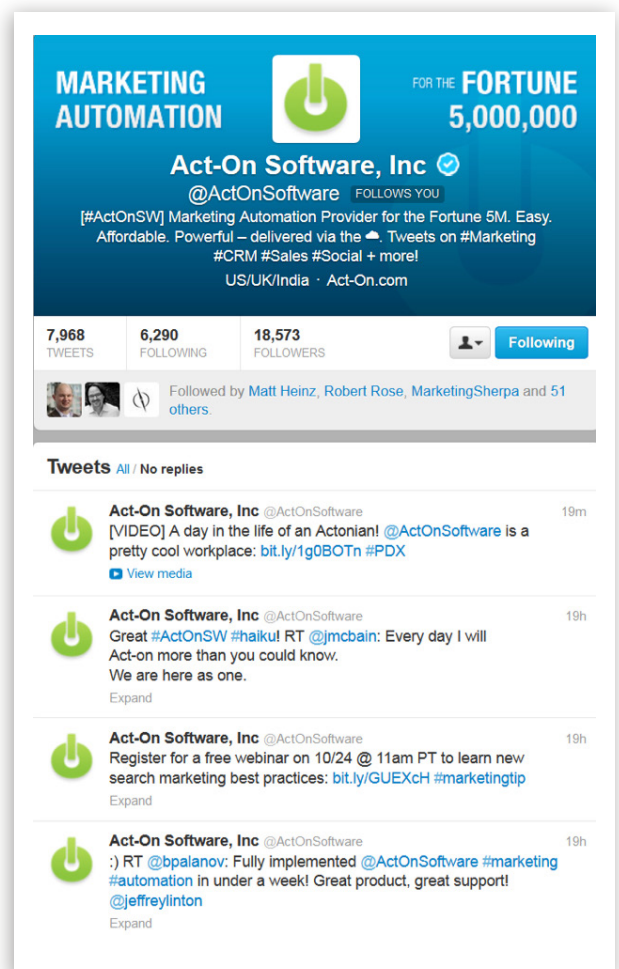 MARKETING
AUTOMATION
FOR THE FORTUNE
5,000,000
Act-On Software, Inc
@ActOnSoftware FOLLOWS YOU
[#ActOnSW] Marketing Automation Provider for the Fortune 5M. Easy.
Affordable. Powerful – delivered via the ☁. Tweets on #Marketing
#CRM #Sales #Social + more!
US/UK/India · Act-On.com
7,968 6,290 18,573
TWEETS FOLLOWING FOLLOWERS
Following
Followed by Matt Heinz, Robert Rose, MarketingSherpa and 51
others.
Tweets All / No replies
Act-On Software, Inc @ActOnSoftware 19m
[VIDEO] A day in the life of an Actonian! @ActOnSoftware is a
pretty cool workplace: bit.ly/1g0BOTn #PDX
View media
Act-On Software, Inc @ActOnSoftware 19h
Great #ActOnSW #haiku! RT @jmcbain: Every day I will
Act-on more than you could know.
We are here as one.
Expand
Act-On Software, Inc @ActOnSoftware 19h
Register for a free webinar on 10/24 @ 11am PT to learn new
search marketing best practices: bit.ly/GUEXcH #marketingtip
Expand
Act-On Software, Inc @ActOnSoftware 19h
:) RT @bpalanov: Fully implemented @ActOnSoftware #marketing
#automation in under a week! Great product, great support!
@jeffreylinton
Expand